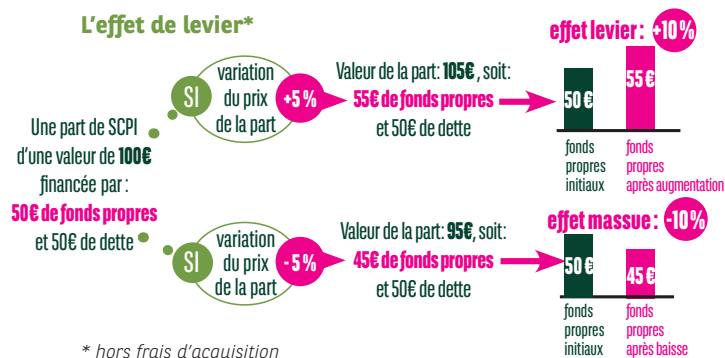 L'effet de levier*
Une part de SCPI
d'une valeur de 100€
financée par :
50€ de fonds propres
et 50€ de dette
SI
variation
du prix
de la part
+5%
Valeur de la part: 105€, soit:
55€ de fonds propres
et 50€ de dette
effet levier: +10%
50 €
55 €
fonds
propres
initiaux
fonds
propres
après augmentation
SI
variation
du prix
de la part
-5%
Valeur de la part: 95€, soit:
45€ de fonds propres
et 50€ de dette
effet massue: -10%
50 €
45 €
fonds
propres
initiaux
fonds
propres
après baisse
* hors frais d'acquisition